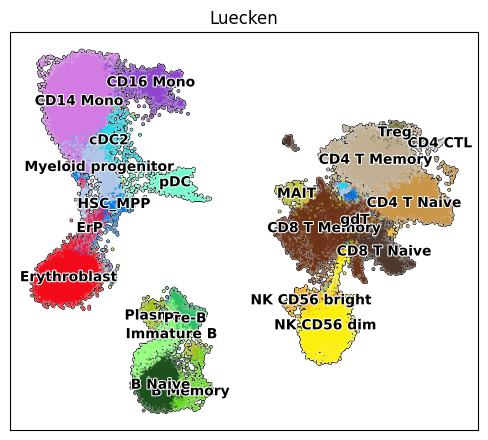 Luecken
CD16 Mono
CD14 Mono
cDC2
Myeloid progenitor
pDC
HSC_MPP
ErP
Erythroblast
Treg
CD4 CTL
CD4 T Memory
MAIT
CD4 T Naive
gdT
CD8 T Memory
CD8 T Naive
NK CD56 bright
NK CD56 dim
Pre-B
Immature B
B Naive
B Memory